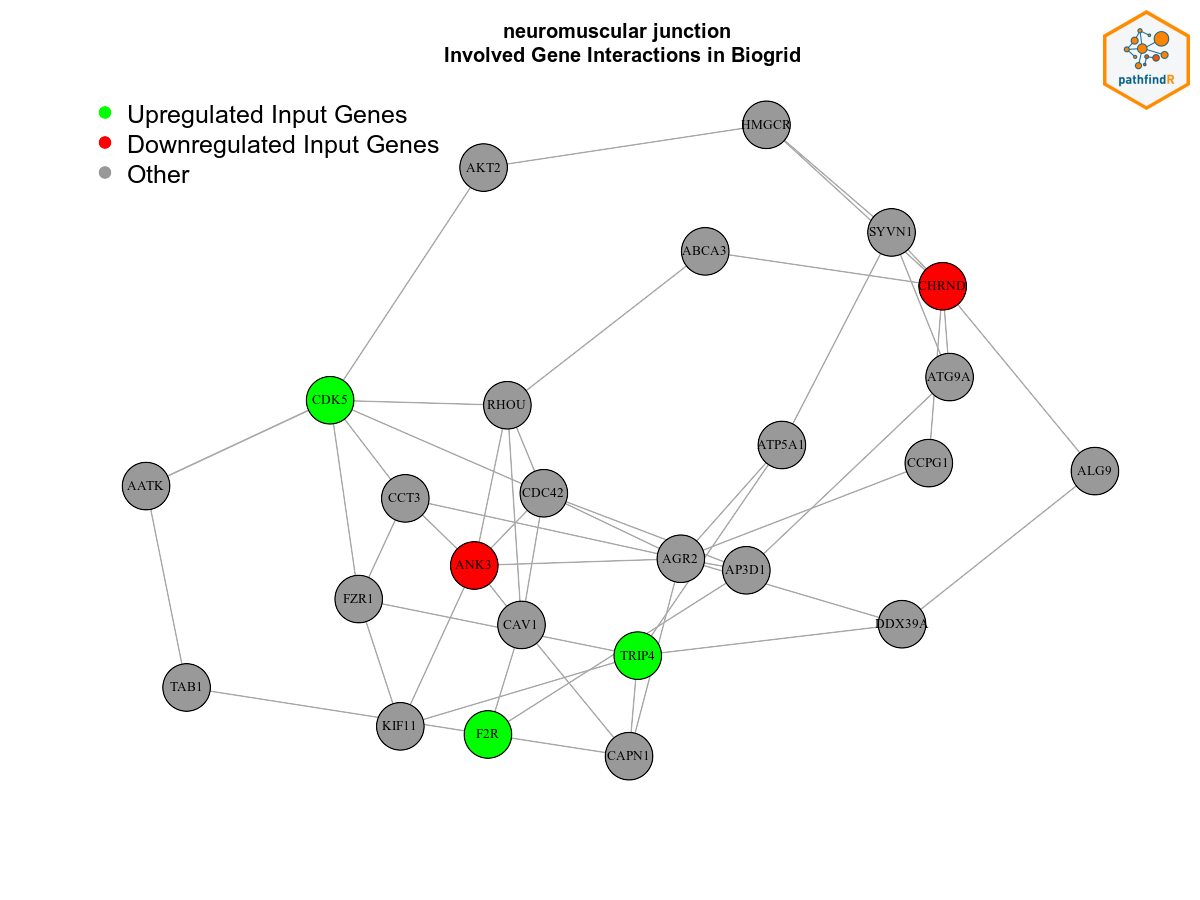 neuromuscular junction
Involved Gene Interactions in Biogrid
pathfindR
Upregulated Input Genes
Downregulated Input Genes
Other
HMGCR
AKT2
SYVN1
ABCA3
CHRND
ATG9A
CDK5
RHOU
ATP5A1
CCPG1
ALG9
AATK
CCT3
CDC42
ANK3
AGR2
AP3D1
FZR1
CAV1
DDX39A
TRIP4
TAB1
KIF11
F2R
CAPN1